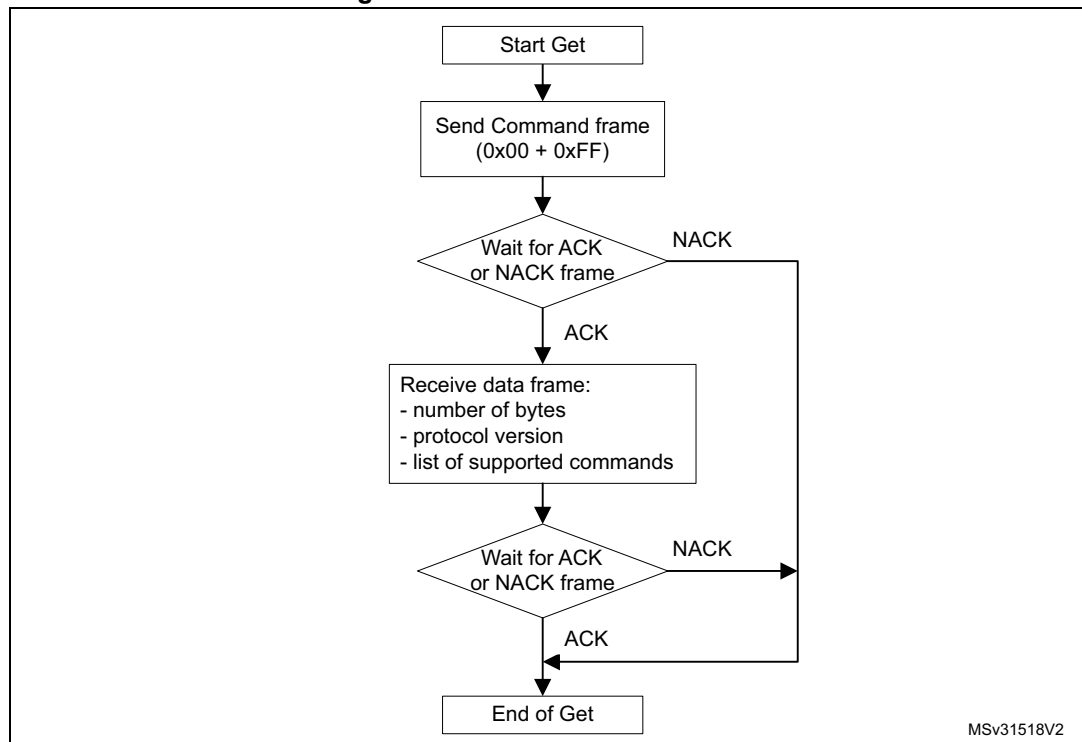 Start Get
Send Command frame
(0x00 + 0xFF)
Wait for ACK
or NACK frame
NACK
ACK
Receive data frame:
- number of bytes
- protocol version
- list of supported commands
Wait for ACK
or NACK frame
NACK
ACK
End of Get
MSv31518V2